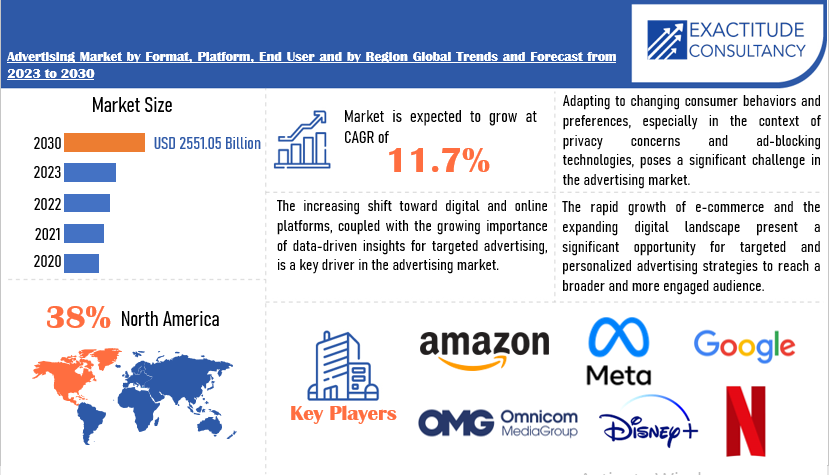 Advertising Market by Format, Platform, End User and by Region Global Trends and Forecast from
2023 to 2030
EXACTITUDE
CONSULTANCY
Market Size
2030 USD 2551.05 Billion
2023
2022
2021
2020
Market is expected to grow at
CAGR of
11.7%
Adapting to changing consumer behaviors and
preferences, especially in the context of
privacy concerns and ad-blocking
technologies, poses a significant challenge in
the advertising market.
The increasing shift toward digital and online
platforms, coupled with the growing importance
of data-driven insights for targeted advertising,
is a key driver in the advertising market.
The rapid growth of e-commerce and the
expanding digital landscape present a
significant opportunity for targeted and
personalized advertising strategies to reach a
broader and more engaged audience.
38% North America
Key Players
amazon
Meta
Google
OMG Omnicom
MediaGroup
Disney+
N